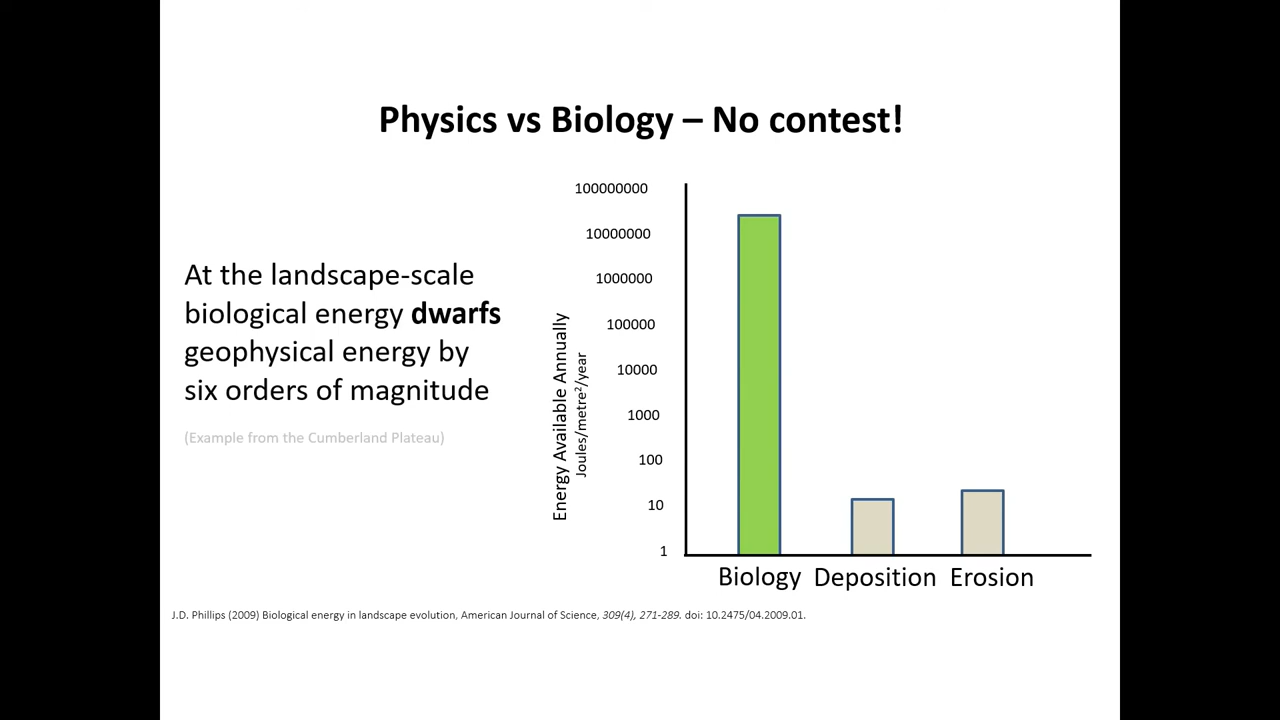 Physics vs Biology – No contest!
At the landscape-scale
biological energy dwarfs
geophysical energy by
six orders of magnitude
(Example from the Cumberland Plateau)
Energy Available Annually
Joules/metre²/year
100000000
10000000
1000000
100000
10000
1000
100
10
1
Biology Deposition Erosion
J.D. Phillips (2009) Biological energy in landscape evolution, American Journal of Science, 309(4), 271-289. doi: 10.2475/04.2009.01.